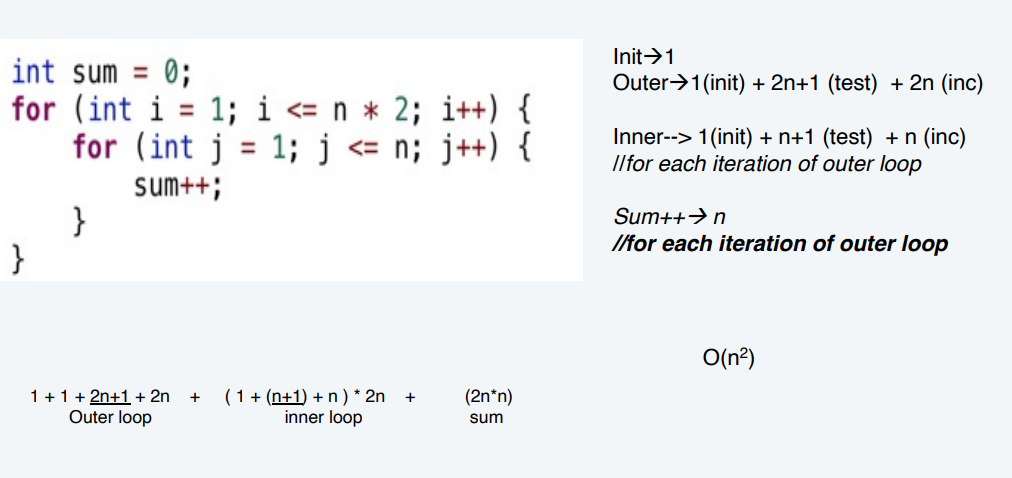 int sum = 0;
for (int i = 1; i <= n * 2; i++) {
for (int j = 1; j <= n; j++) {
sum++;
}
}
Init→1
Outer→1(init) + 2n+1 (test)  + 2n (inc)
Inner--> 1(init) + n+1 (test)  + n (inc)
//for each iteration of outer loop
Sum++→ n
//for each iteration of outer loop
O(n²)
1 + 1 + 2n+1 + 2n + ( 1 + (n+1) + n ) * 2n + (2n*n)
Outer loop inner loop sum